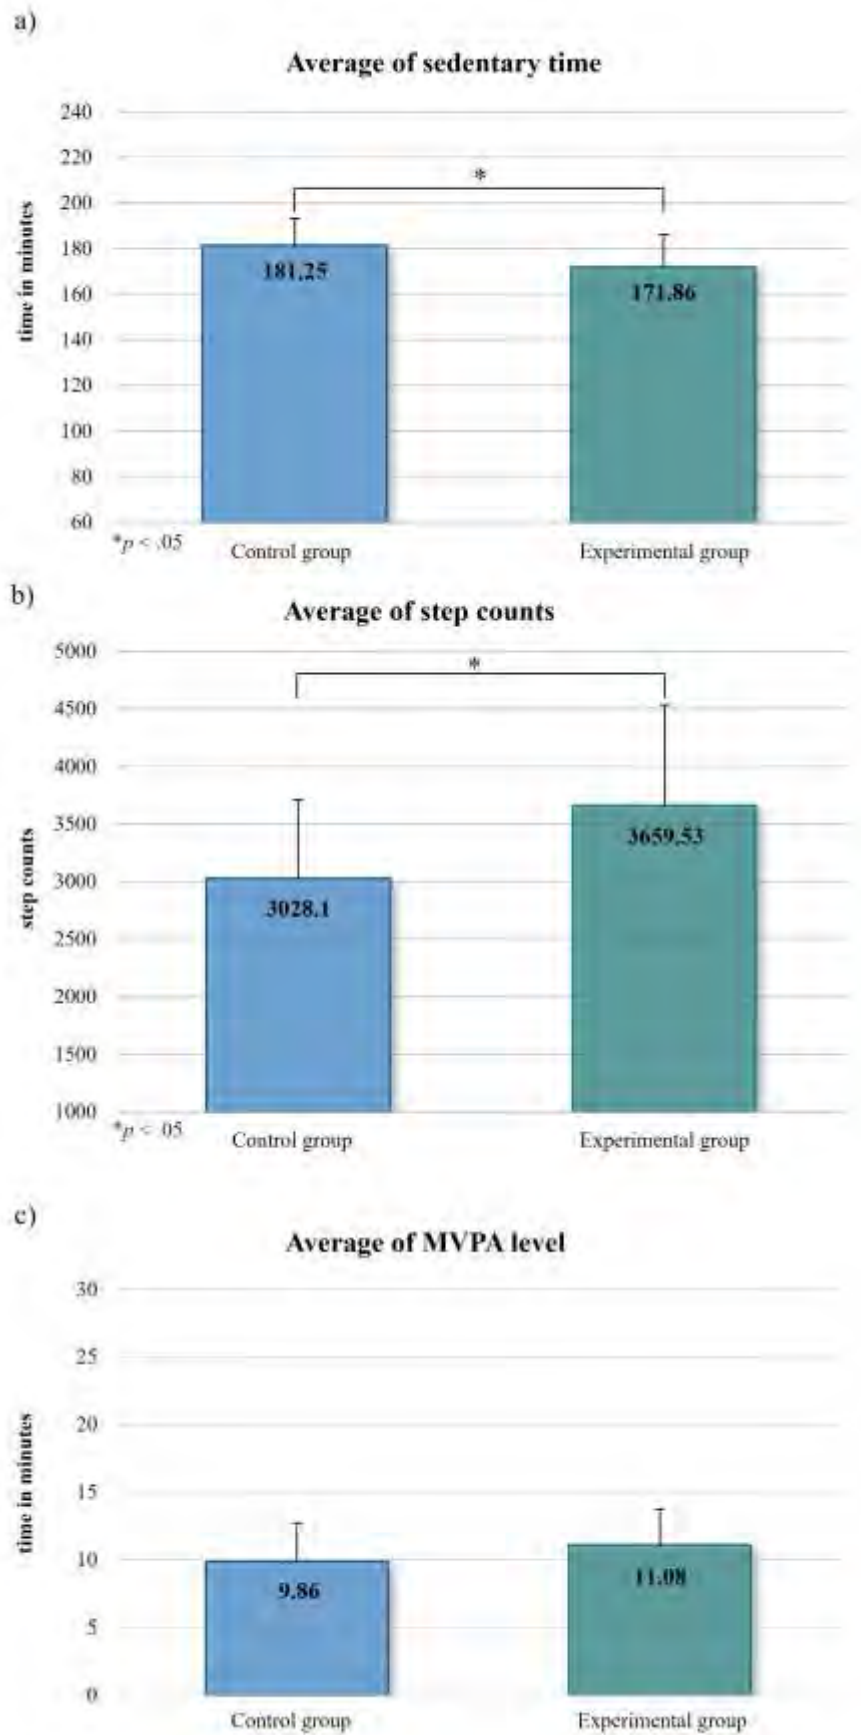 a)
Average of sedentary time
240
220
200
180
160
140
120
100
80
60
time in minutes
*
181.25
171.86
*p < .05
Control group
Experimental group
b)
Average of step counts
5000
4500
4000
3500
3000
2500
2000
1500
1000
step counts
*
3028.1
3659.53
*p < .05
Control group
Experimental group
c)
Average of MVPA level
30
25
20
15
10
5
0
time in minutes
9.86
11.08
Control group
Experimental group